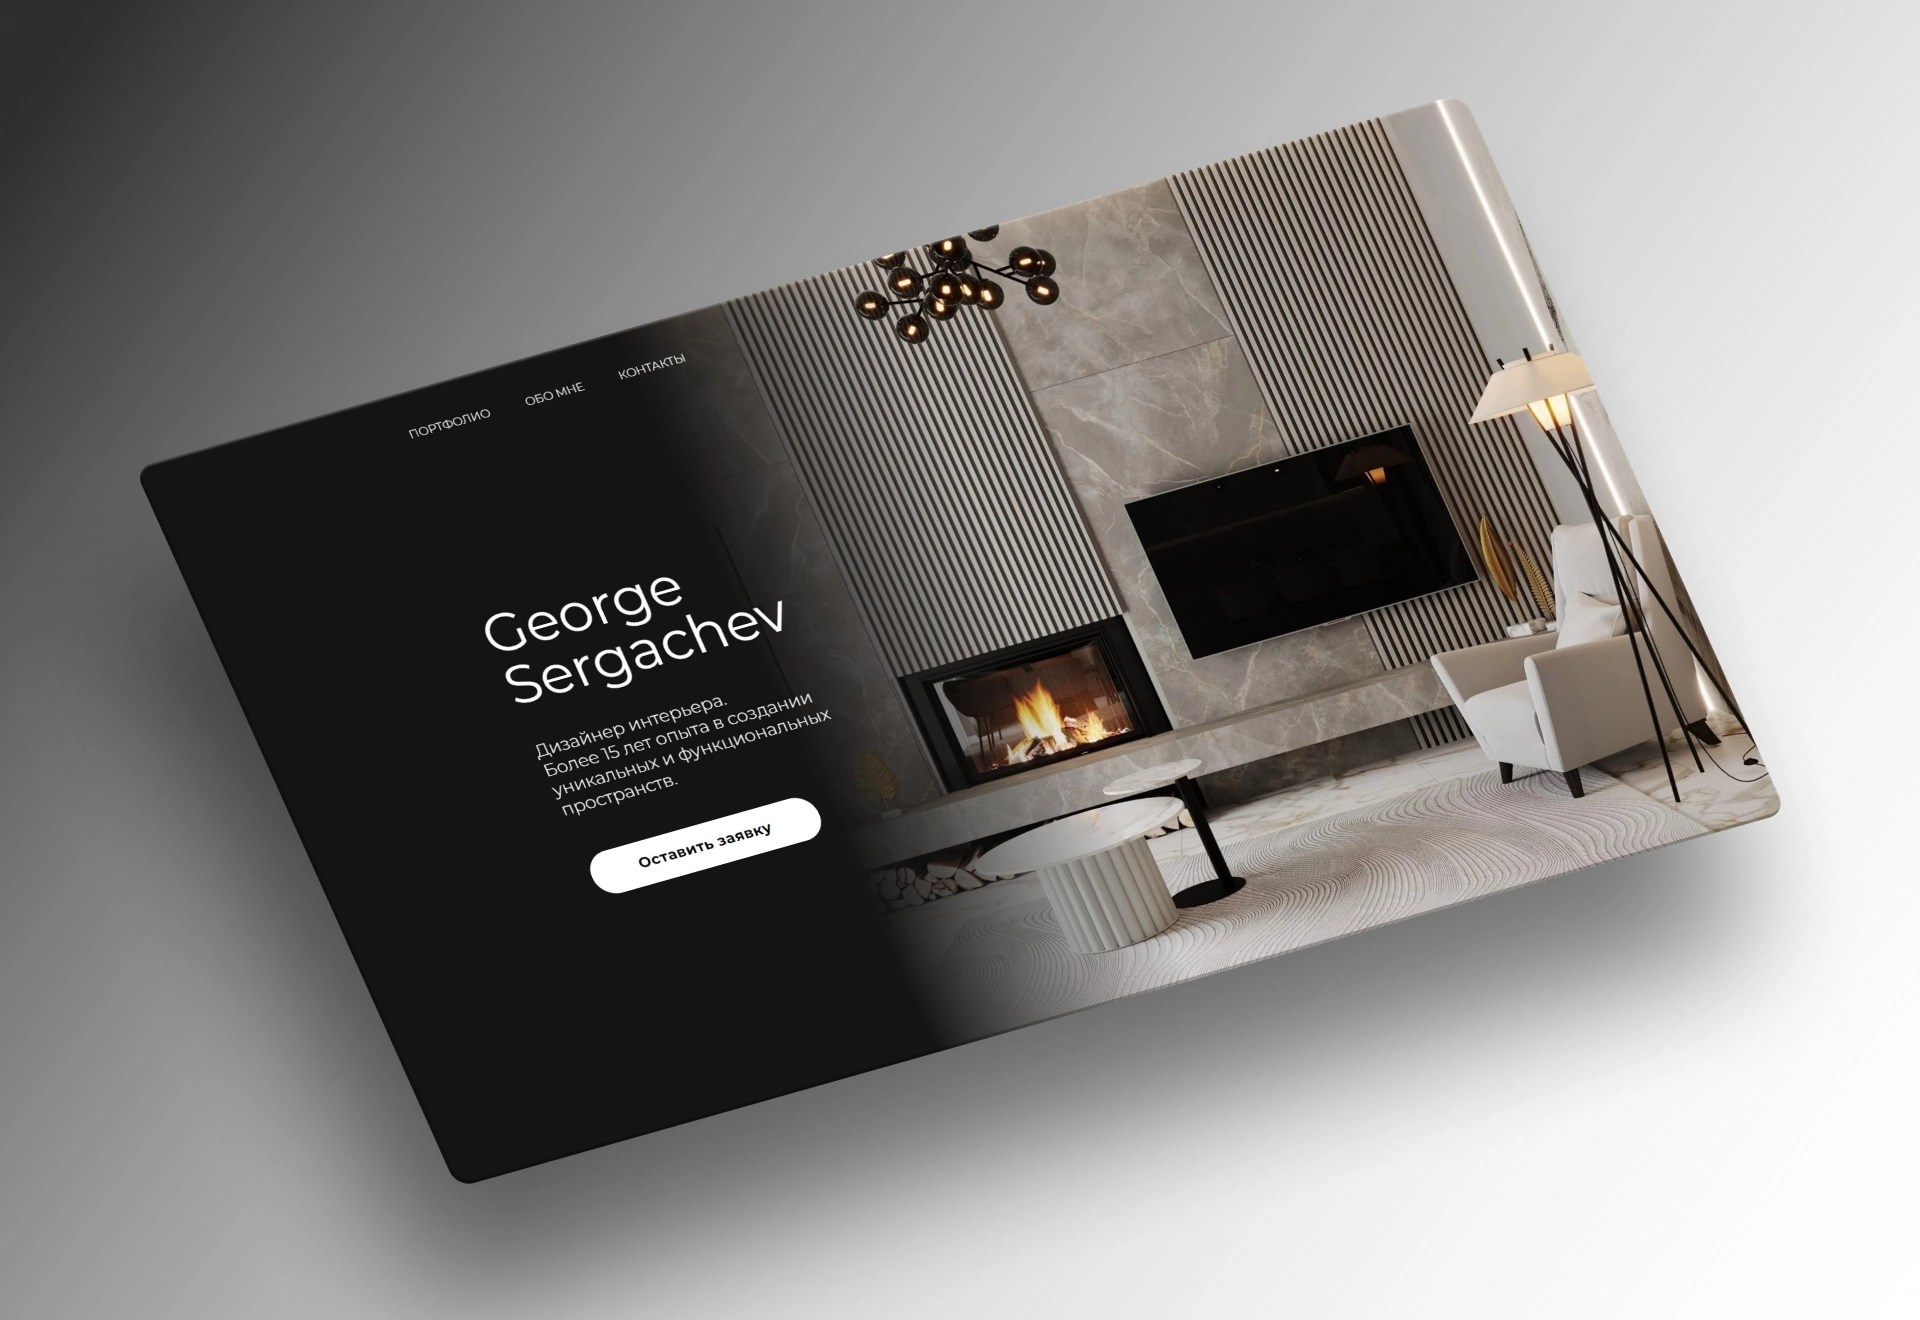 ПОРТФОЛИО
ОБО МНЕ
КОНТАКТЫ
George
Sergachev
Дизайнер интерьера.
Более 15 лет опыта в создании
уникальных и функциональных
пространств.
Оставить заявку